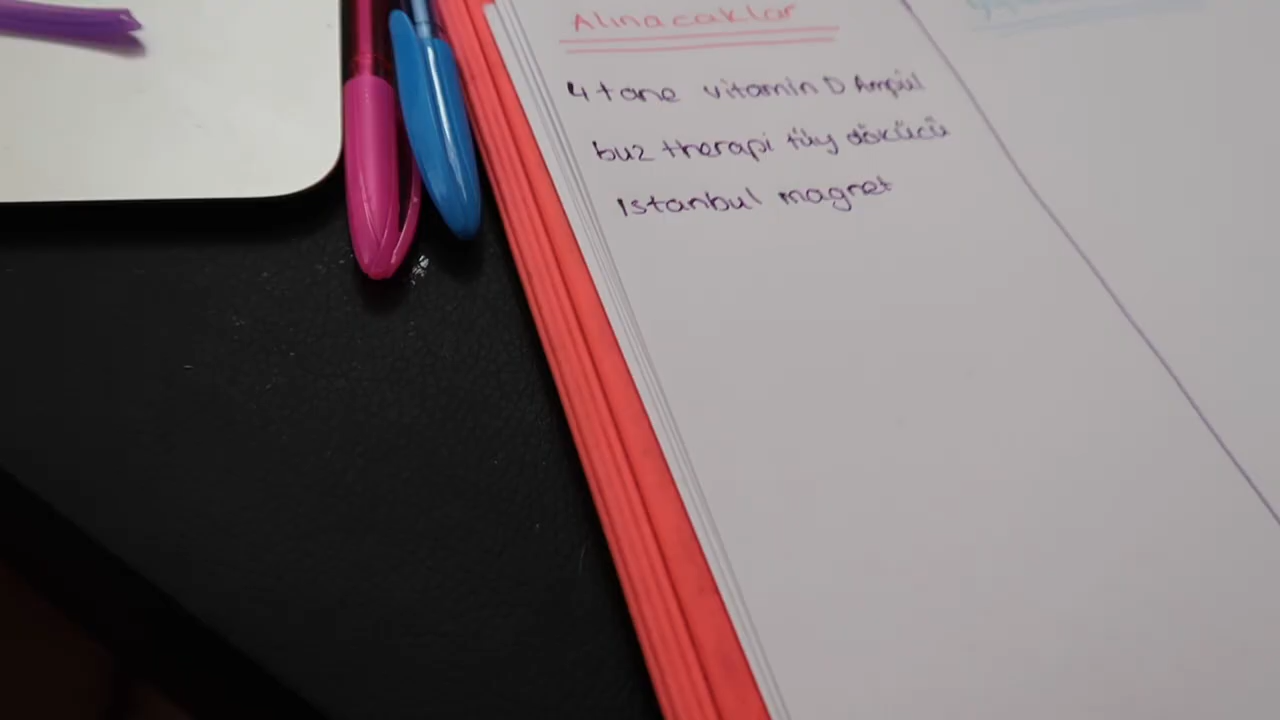 Alınacaklar
4 tane vitamin D Ampül
buz therapi tüy dökücü
Istanbul magnet